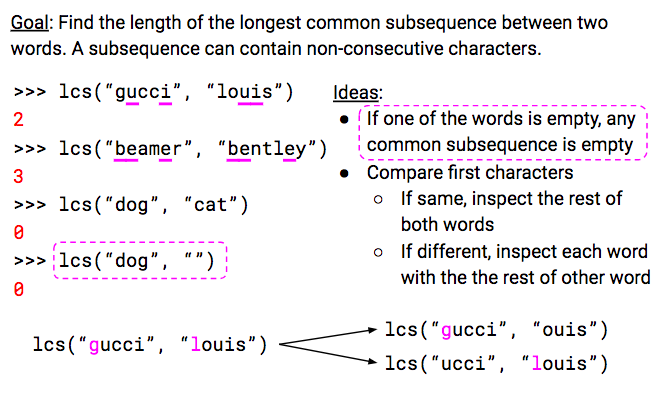 Goal: Find the length of the longest common subsequence between two
words. A subsequence can contain non-consecutive characters.
>>> lcs("gucci", "louis")
2
>>> lcs("beamer", "bentley")
3
>>> lcs("dog", "cat")
0
>>> lcs("dog", "")
0
Ideas:
● If one of the words is empty, any
common subsequence is empty
● Compare first characters
○ If same, inspect the rest of
both words
○ If different, inspect each word
with the the rest of other word
lcs("gucci", "louis")
lcs("gucci", "ouis")
lcs("ucci", "louis")